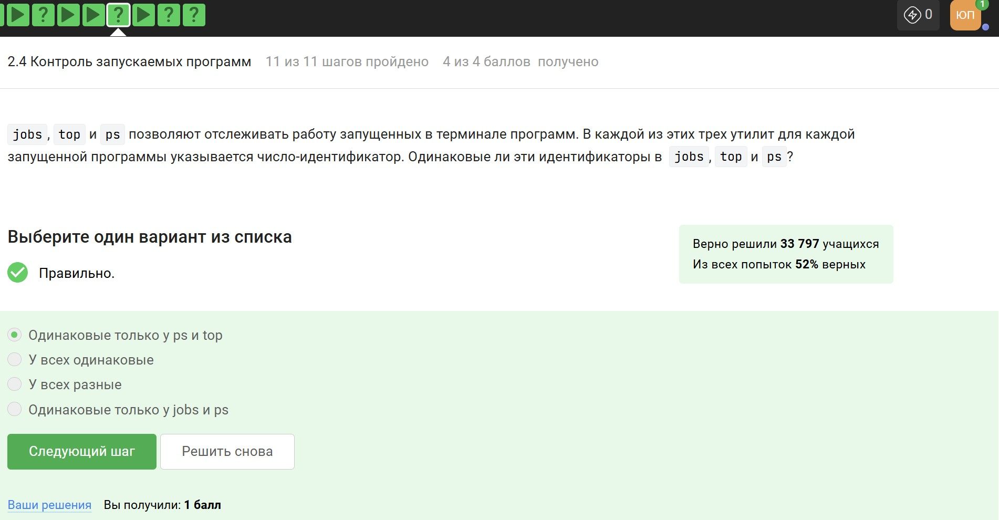 ? ? ? ?
0
ЮП
1
2.4 Контроль запускаемых программ 11 из 11 шагов пройдено 4 из 4 баллов получено
jobs, top и ps позволяют отслеживать работу запущенных в терминале программ. В каждой из этих трех утилит для каждой
запущенной программы указывается число-идентификатор. Одинаковые ли эти идентификаторы в jobs, top и ps?
Выберите один вариант из списка
Правильно.
Верно решили 33 797 учащихся
Из всех попыток 52% верных
Одинаковые только у ps и top
У всех одинаковые
У всех разные
Одинаковые только у jobs и ps
Следующий шаг
Решить снова
Ваши решения Вы получили: 1 балл